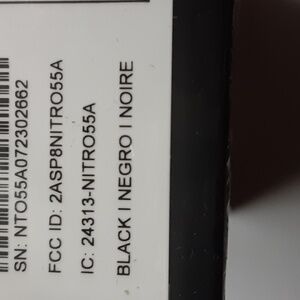 SN: NTO55A072302662
FCC ID: 2ASP8NITRO55A
IC: 24313-NITRO55A
BLACK I NEGRO I NOIRE